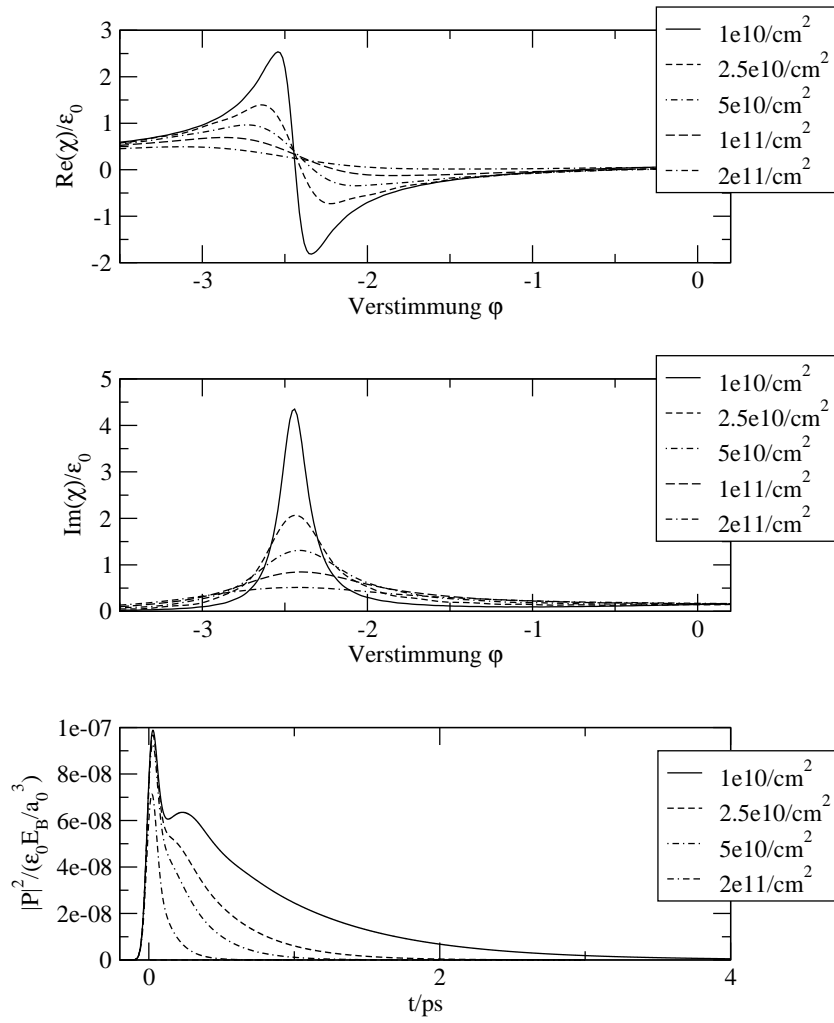 Re(χ)/ε₀
3
2
1
0
-1
-2
-3
-2
-1
0
Verstimmung φ
1e10/cm²
2.5e10/cm²
5e10/cm²
1e11/cm²
2e11/cm²
Im(χ)/ε₀
5
4
3
2
1
0
-3
-2
-1
0
Verstimmung φ
1e10/cm²
2.5e10/cm²
5e10/cm²
1e11/cm²
2e11/cm²
|P|²/(ε₀E_B/a₀³)
1e-07
8e-08
6e-08
4e-08
2e-08
0
0
2
4
t/ps
1e10/cm²
2.5e10/cm²
5e10/cm²
2e11/cm²